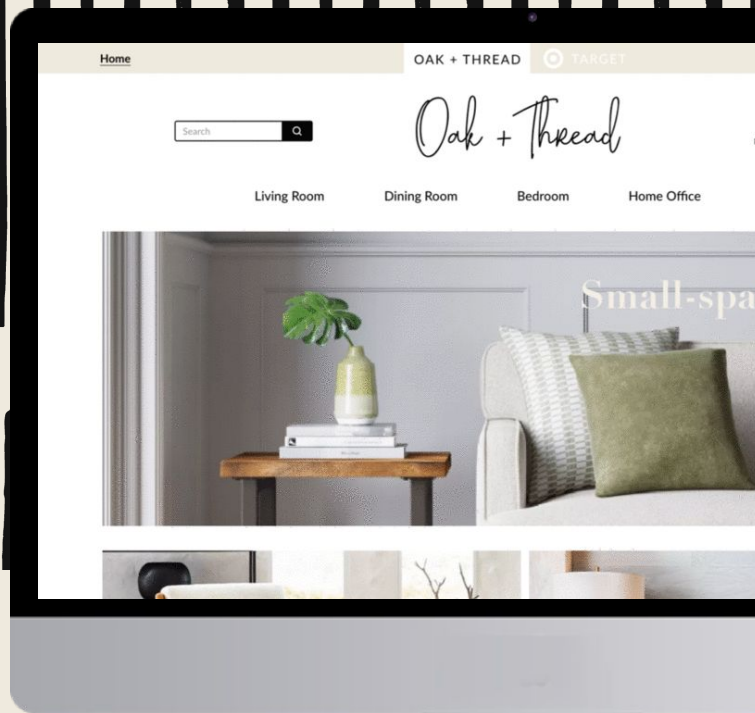 Home
OAK + THREAD
TARGET
Search
Oak + Thread
Living Room
Dining Room
Bedroom
Home Office
Small-spa